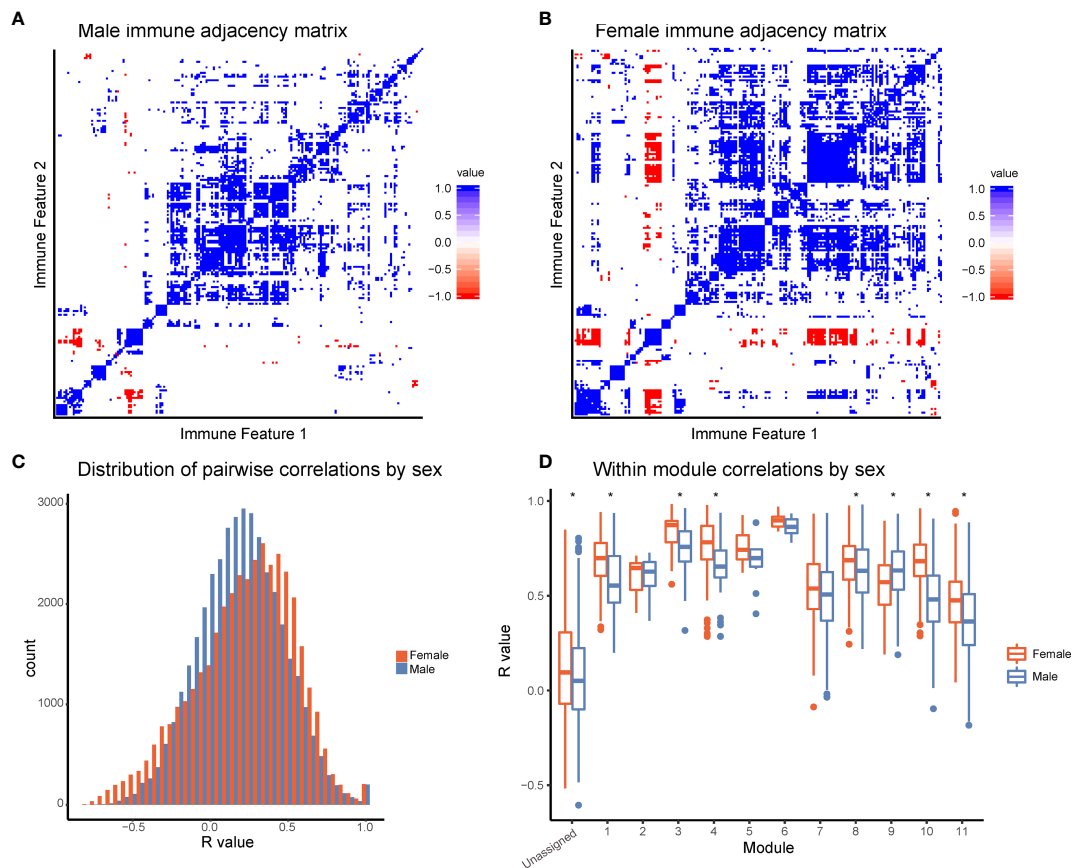 A
Male immune adjacency matrix
Immune Feature 2
Immune Feature 1
value
1.0
0.5
0.0
−0.5
−1.0
B
Female immune adjacency matrix
Immune Feature 2
Immune Feature 1
value
1.0
0.5
0.0
−0.5
−1.0
C
Distribution of pairwise correlations by sex
3000
2000
1000
0
count
−0.5
0.0
0.5
1.0
R value
Female
Male
D
Within module correlations by sex
* * * * * * * *
1.0
0.5
0.0
−0.5
R value
Unassigned 1 2 3 4 5 6 7 8 9 10 11
Module
Female
Male